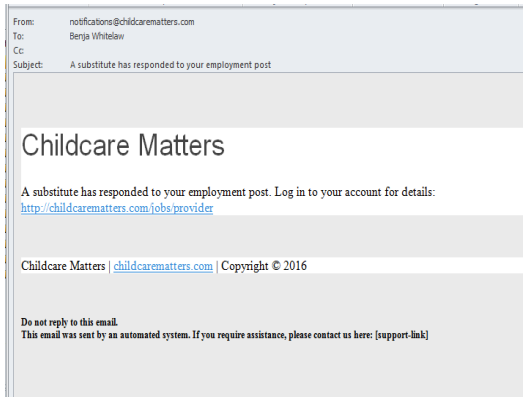 From: notifications@childcarematters.com
To: Benja Whitelaw
Cc:
Subject: A substitute has responded to your employment post
Childcare Matters
A substitute has responded to your employment post. Log in to your account for details:
http://childcarematters.com/jobs/provider
Childcare Matters | childcarematters.com | Copyright © 2016
Do not reply to this email.
This email was sent by an automated system. If you require assistance, please contact us here: [support-link]